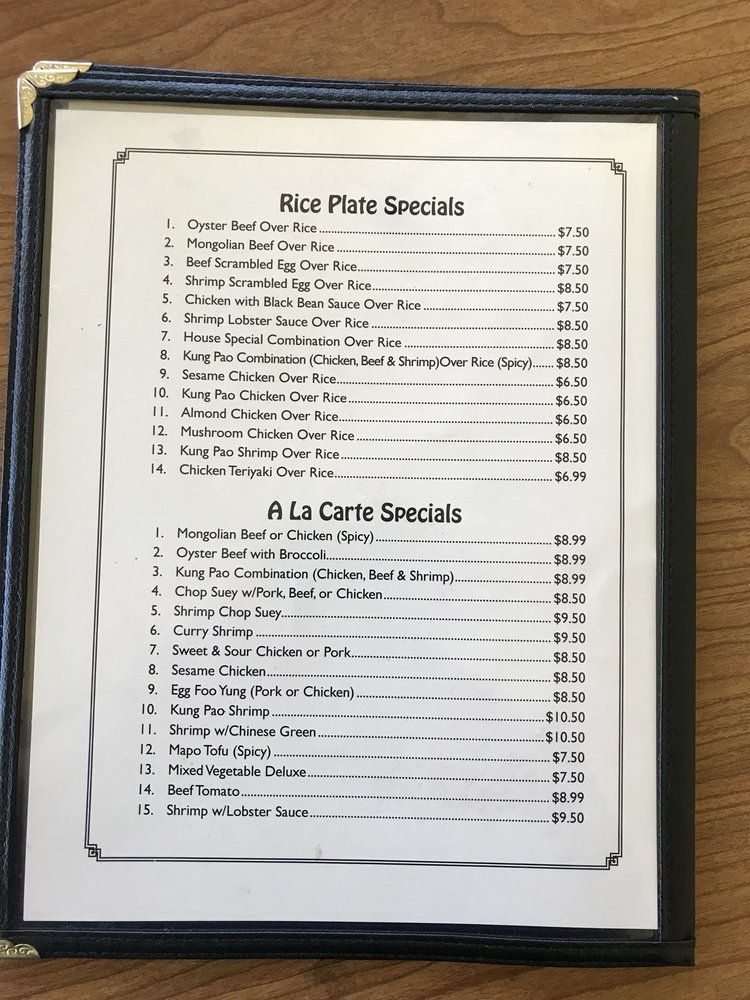 Rice Plate Specials
1. Oyster Beef Over Rice $7.50
2. Mongolian Beef Over Rice $7.50
3. Beef Scrambled Egg Over Rice $7.50
4. Shrimp Scrambled Egg Over Rice $8.50
5. Chicken with Black Bean Sauce Over Rice $7.50
6. Shrimp Lobster Sauce Over Rice $8.50
7. House Special Combination Over Rice $8.50
8. Kung Pao Combination (Chicken, Beef & Shrimp)Over Rice (Spicy) $8.50
9. Sesame Chicken Over Rice $6.50
10. Kung Pao Chicken Over Rice $6.50
11. Almond Chicken Over Rice $6.50
12. Mushroom Chicken Over Rice $6.50
13. Kung Pao Shrimp Over Rice $8.50
14. Chicken Teriyaki Over Rice $6.99
A La Carte Specials
1. Mongolian Beef or Chicken (Spicy) $8.99
2. Oyster Beef with Broccoli $8.99
3. Kung Pao Combination (Chicken, Beef & Shrimp) $8.99
4. Chop Suey w/Pork, Beef, or Chicken $8.50
5. Shrimp Chop Suey $9.50
6. Curry Shrimp $9.50
7. Sweet & Sour Chicken or Pork $8.50
8. Sesame Chicken $8.50
9. Egg Foo Yung (Pork or Chicken) $8.50
10. Kung Pao Shrimp $10.50
11. Shrimp w/Chinese Green $10.50
12. Mapo Tofu (Spicy) $7.50
13. Mixed Vegetable Deluxe $7.50
14. Beef Tomato $8.99
15. Shrimp w/Lobster Sauce $9.50